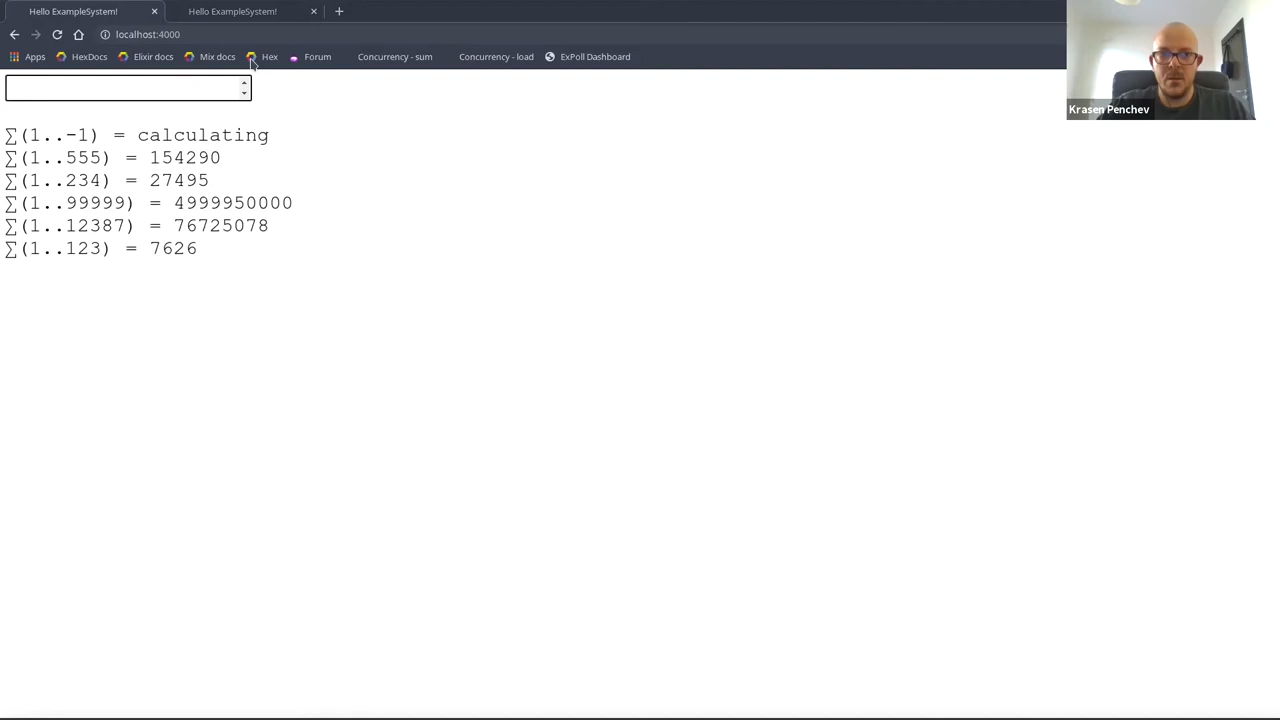 Hello ExampleSystem!
Hello ExampleSystem!
localhost:4000
Apps HexDocs Elixir docs Mix docs Hex Forum Concurrency - sum Concurrency - load ExPoll Dashboard
Krasen Penchev
∑(1..-1) = calculating
∑(1..555) = 154290
∑(1..234) = 27495
∑(1..99999) = 4999950000
∑(1..12387) = 76725078
∑(1..123) = 7626